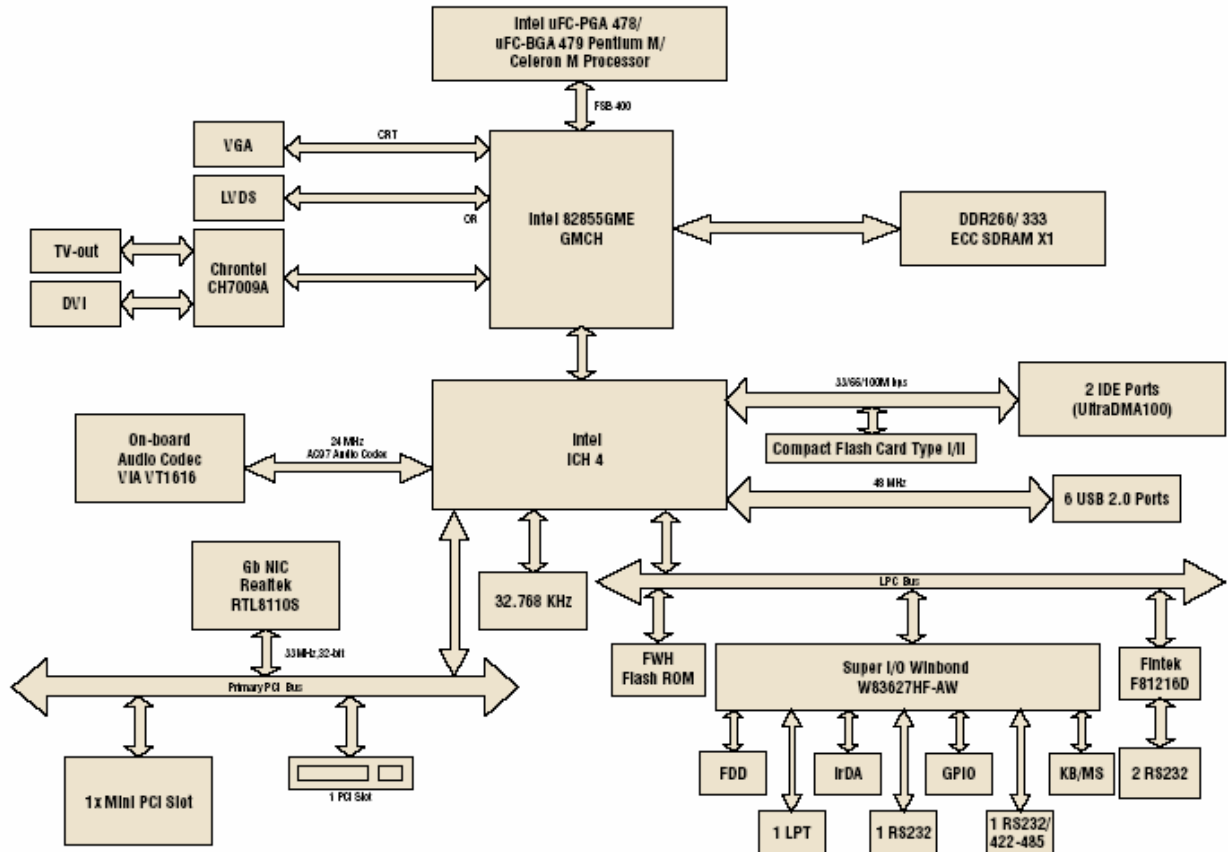 Intel uFC-PGA 478/
uFC-BGA 479 Pentium M/
Celeron M Processor
FSB 400
VGA
CRT
LVDS
OR
Intel 82855GME
GMCH
DDR266/ 333
ECC SDRAM X1
TV-out
DVI
Chrontel
CH7009A
33/66/100M bps
2 IDE Ports
(UltraDMA100)
Compact Flash Card Type I/II
On-board
Audio Codec
VIA VT1616
24 MHz
AC97 Audio Codec
Intel
ICH 4
48 MHz
6 USB 2.0 Ports
Gb NIC
Realtek
RTL8110S
32.768 KHz
LPC Bus
33MHz,32-bit
Primary PCI Bus
FWH
Flash ROM
Super I/O Winbond
W83627HF-AW
Fintek
F81216D
1x Mini PCI Slot
1 PCI Slot
FDD
IrDA
GPIO
KB/MS
2 RS232
1 LPT
1 RS232
1 RS232/
422-485